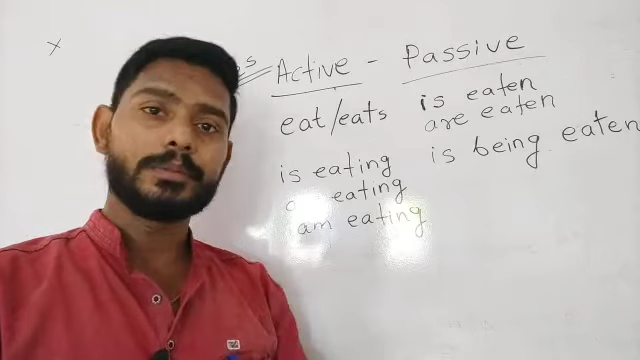 Active - Passive
eat/eats
is eaten
are eaten
is eating
eating
am eating
is being eaten